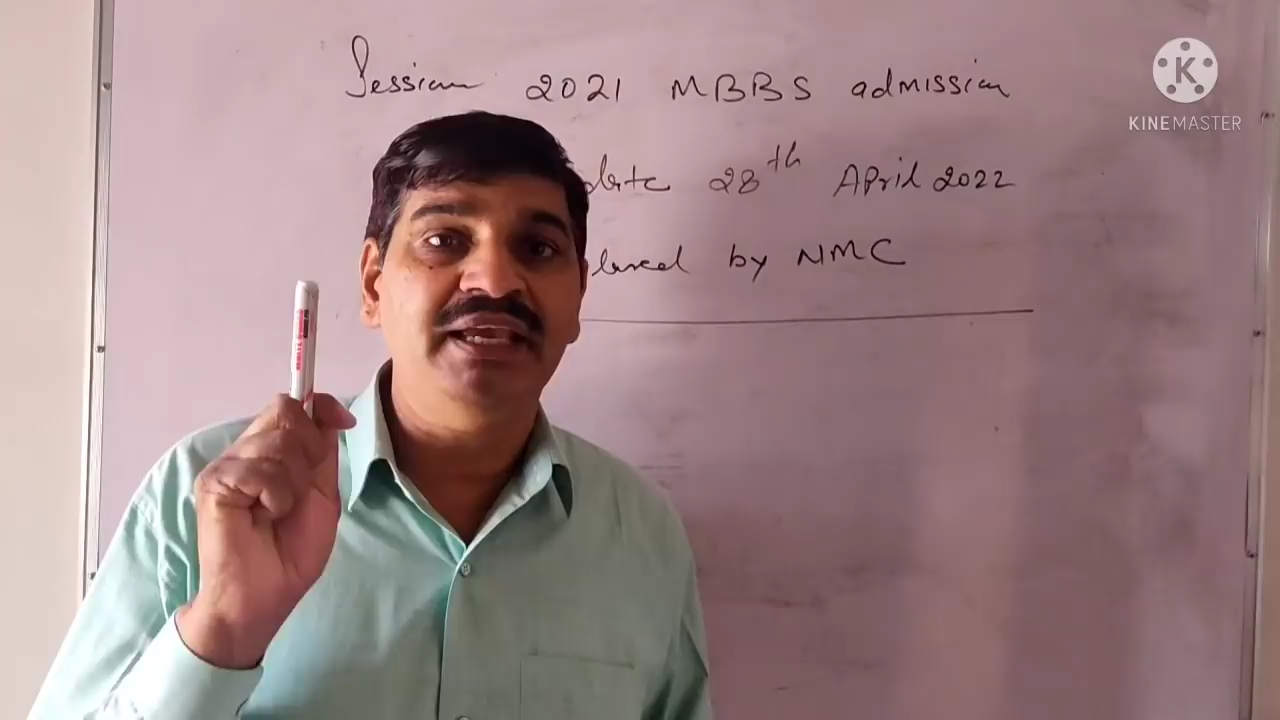 Session 2021 MBBS admission
date 28th April 2022
by NMC
K
KINEMASTER